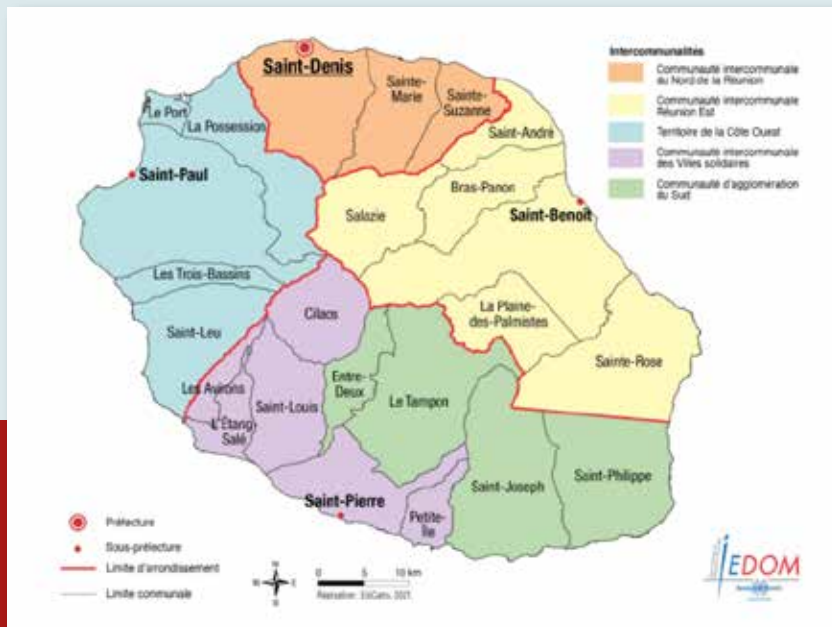 Saint-Denis
Sainte-
Marie
Sainte-
Suzanne
Le Port
La Possession
Saint-André
Saint-Paul
Bras-Panon
Salazie
Saint-Benoît
Les Trois-Bassins
Cilaos
La Plaine-
des-Palmistes
Saint-Leu
Sainte-Rose
Entre-
Deux
Les Avirons
Le Tampon
Saint-Louis
L'Étang-
Salé
Saint-Philippe
Saint-Joseph
Saint-Pierre
Petite-
Île
Intercommunalités
Communauté intercommunale
au Nord de la Réunion
Communauté intercommunale
Réunion Est
Territoire de la Côte Ouest
Communauté intercommunale
des Villes solidaires
Communauté d'agglomération
du Sud
Préfecture
Sous-préfecture
Limite d'arrondissement
Limite communale
N
W
E
S
0 5 10 km
Réalisation : EdiCarto, 2021.
IEDOM